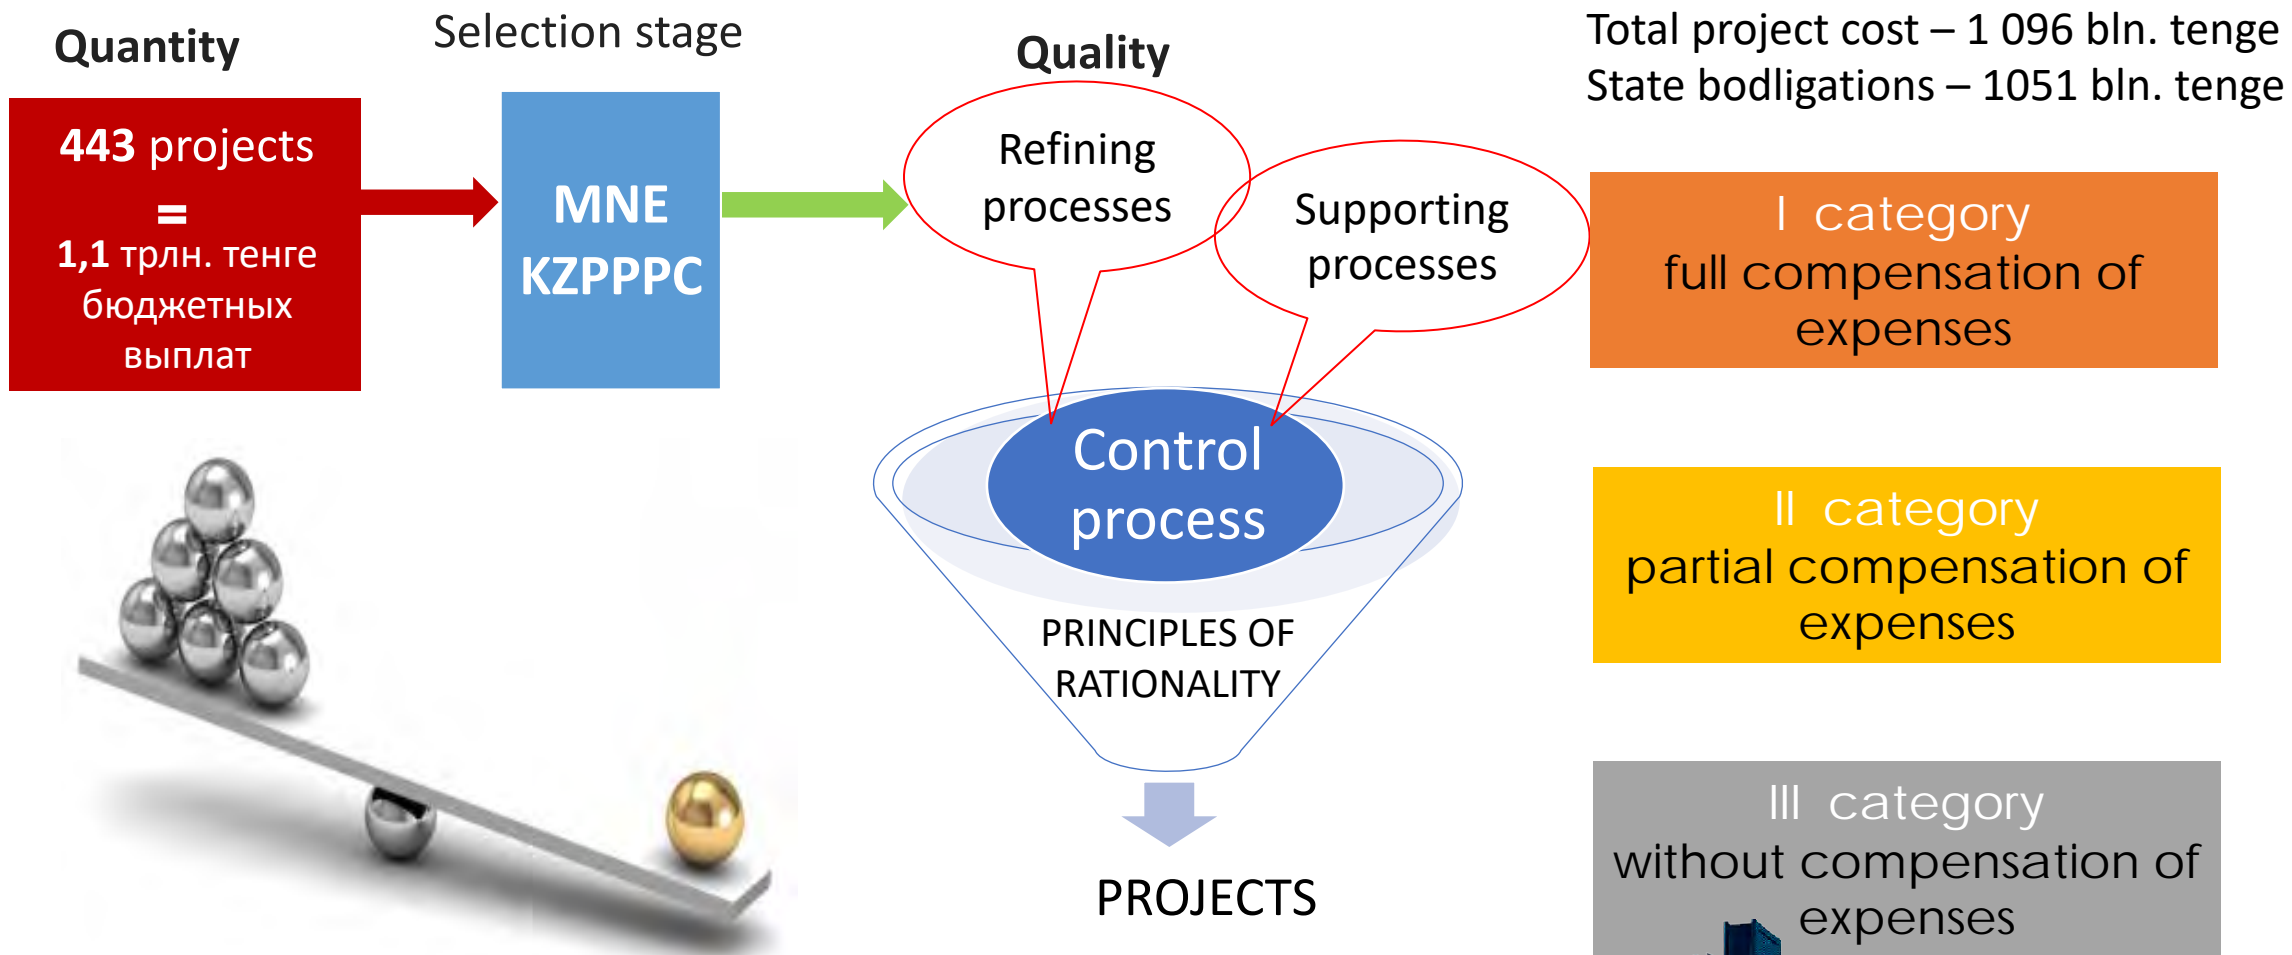 Quantity
443 projects
=
1,1 трлн. тенге
бюджетных
выплат
Selection stage
MNE
KZPPPC
Quality
Refining
processes
Supporting
processes
Control
process
PRINCIPLES OF
RATIONALITY
PROJECTS
Total project cost – 1 096 bln. tenge
State bodligations – 1051 bln. tenge
I category
full compensation of
expenses
II category
partial compensation of
expenses
III category
without compensation of
expenses